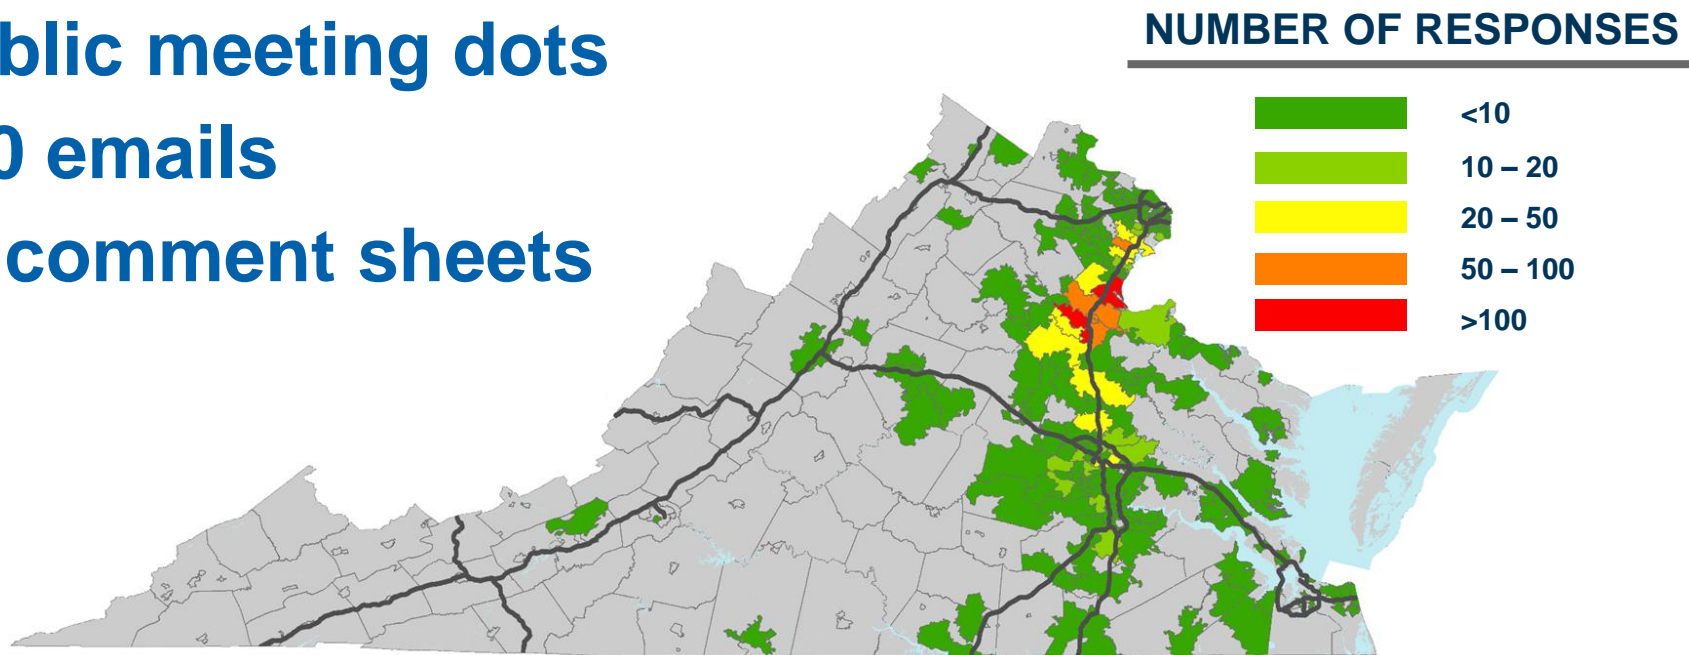 blic meeting dots
0 emails
comment sheets
NUMBER OF RESPONSES
<10
10 – 20
20 – 50
50 – 100
>100